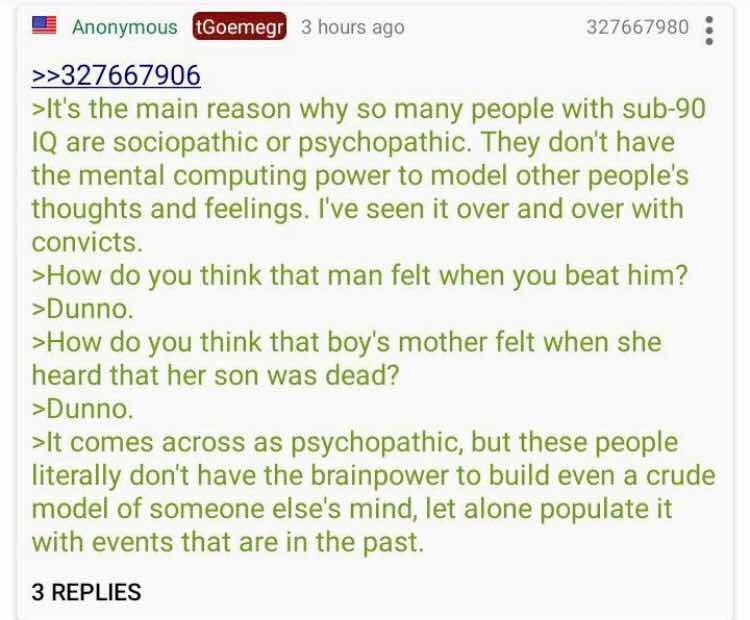 Anonymous tGoemegr 3 hours ago 327667980
>>327667906
>It's the main reason why so many people with sub-90
IQ are sociopathic or psychopathic. They don't have
the mental computing power to model other people's
thoughts and feelings. I've seen it over and over with
convicts.
>How do you think that man felt when you beat him?
>Dunno.
>How do you think that boy's mother felt when she
heard that her son was dead?
>Dunno.
>It comes across as psychopathic, but these people
literally don't have the brainpower to build even a crude
model of someone else's mind, let alone populate it
with events that are in the past.
3 REPLIES